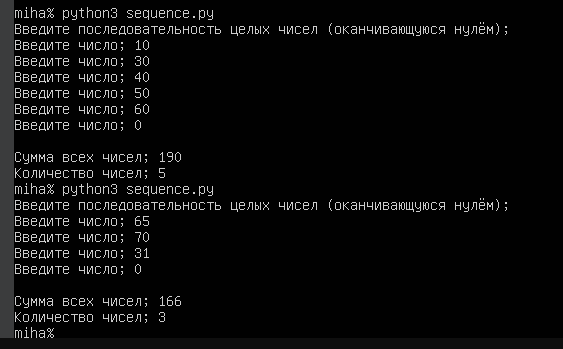 miha% python3 sequence.py
Введите последовательность целых чисел (оканчивающуюся нулём);
Введите число; 10
Введите число; 30
Введите число; 40
Введите число; 50
Введите число; 60
Введите число; 0
Сумма всех чисел; 190
Количество чисел; 5
miha% python3 sequence.py
Введите последовательность целых чисел (оканчивающуюся нулём);
Введите число; 65
Введите число; 70
Введите число; 31
Введите число; 0
Сумма всех чисел; 166
Количество чисел; 3
miha%